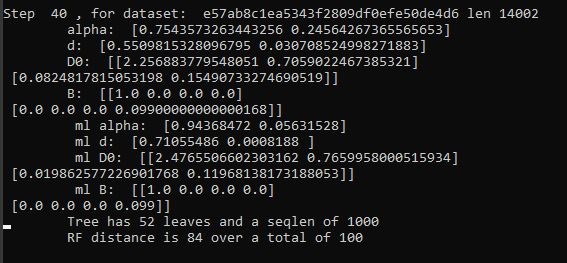 Step  40 , for dataset:  e57ab8c1ea5343f2809df0efe50de4d6 len 14002
alpha:  [0.7543576263443256 0.24564267365565653]
d:  [0.5509815328096795 0.030708524998271883]
D0:  [[2.256883779548051 0.7059022467385321]
[0.0824817815053198 0.15490733274690519]]
B:  [[1.0 0.0 0.0 0.0]
[0.0 0.0 0.0 0.09900000000000168]]
ml alpha:  [0.94368472 0.05631528]
ml d:  [0.71055486 0.0008188 ]
ml D0:  [[2.4765506602303162 0.7659958000515934]
[0.019862577226901768 0.11968138173188053]]
ml B:  [[1.0 0.0 0.0 0.0]
[0.0 0.0 0.0 0.099]]
Tree has 52 leaves and a seqlen of 1000
RF distance is 84 over a total of 100